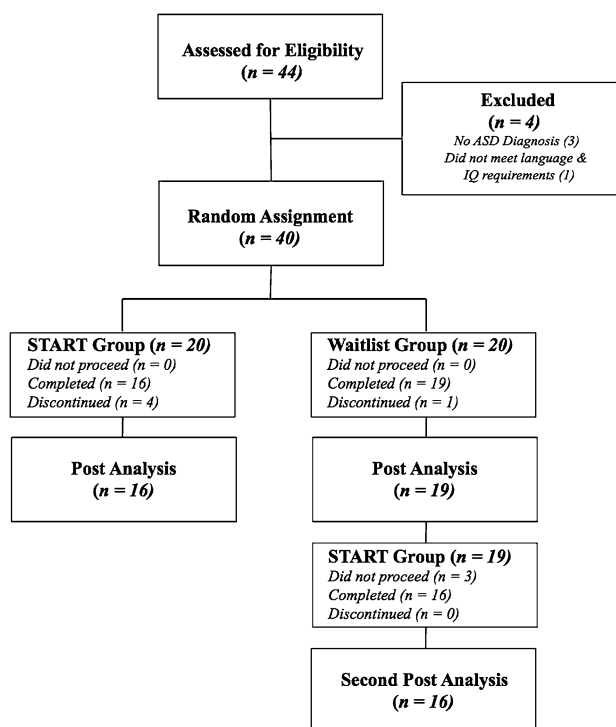 Assessed for Eligibility
(n = 44)
Excluded
(n = 4)
No ASD Diagnosis (3)
Did not meet language &
IQ requirements (1)
Random Assignment
(n = 40)
START Group (n = 20)
Did not proceed (n = 0)
Completed (n = 16)
Discontinued (n = 4)
Waitlist Group (n = 20)
Did not proceed (n = 0)
Completed (n = 19)
Discontinued (n = 1)
Post Analysis
(n = 16)
Post Analysis
(n = 19)
START Group (n = 19)
Did not proceed (n = 3)
Completed (n = 16)
Discontinued (n = 0)
Second Post Analysis
(n = 16)